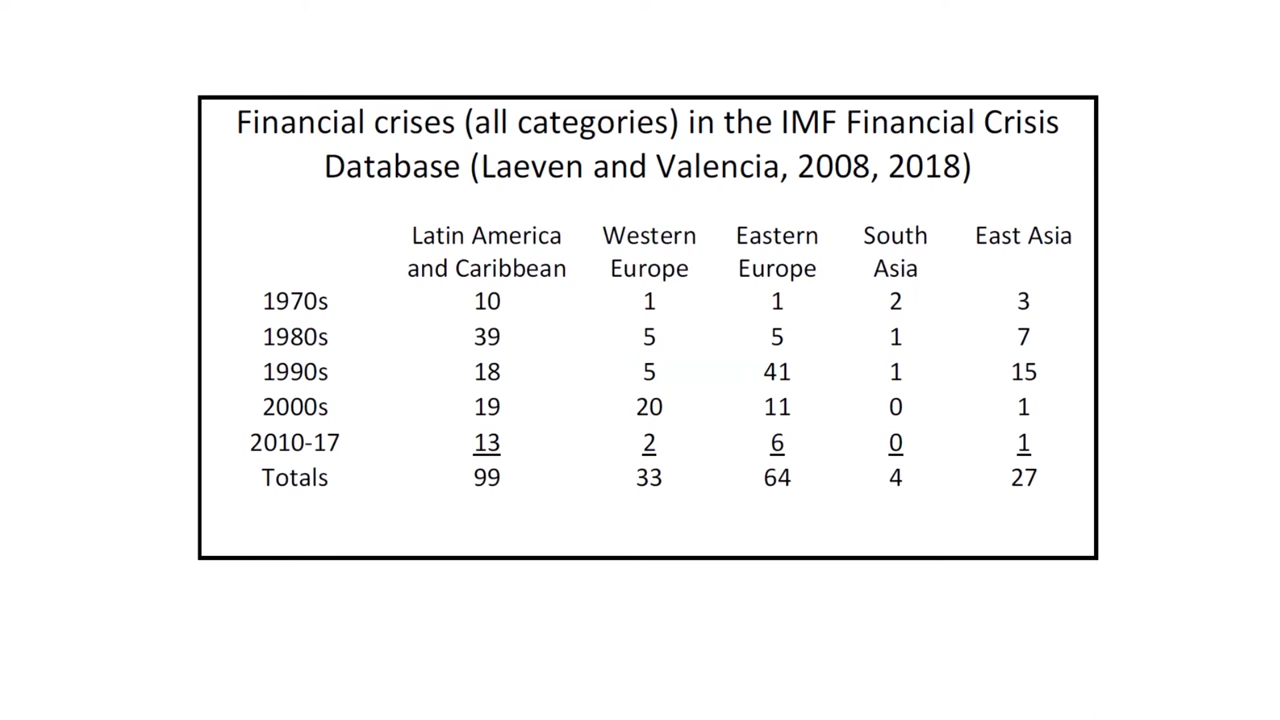 Financial crises (all categories) in the IMF Financial Crisis
Database (Laeven and Valencia, 2008, 2018)
Latin America Western Eastern South East Asia
and Caribbean Europe Europe Asia
1970s 10 1 1 2 3
1980s 39 5 5 1 7
1990s 18 5 41 1 15
2000s 19 20 11 0 1
2010-17 13 2 6 0 1
Totals 99 33 64 4 27